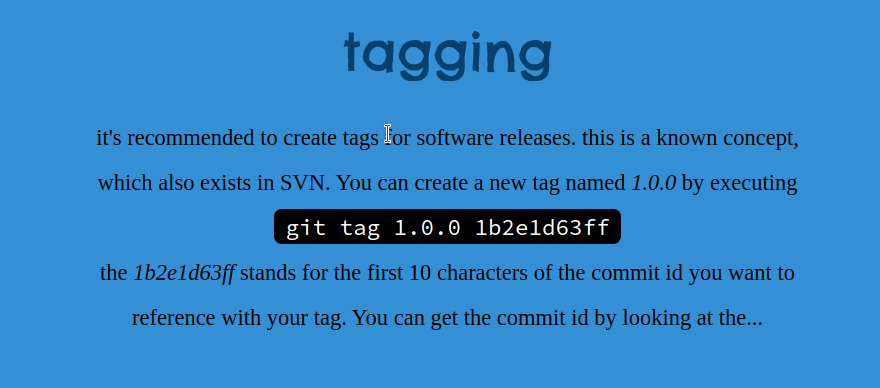 tagging
it's recommended to create tags for software releases. this is a known concept,
which also exists in SVN. You can create a new tag named 1.0.0 by executing
git tag 1.0.0 1b2e1d63ff
the 1b2e1d63ff stands for the first 10 characters of the commit id you want to
reference with your tag. You can get the commit id by looking at the...